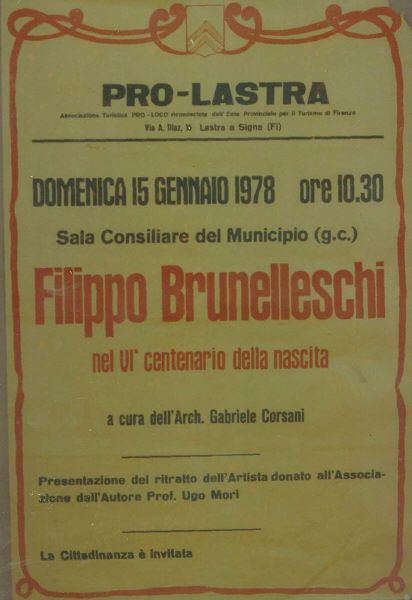 PRO-LASTRA
Associazione Turistica PRO-LOCO riconosciuta dall'Ente Provinciale per il Turismo di Firenze
Via A. Diaz, 15 Lastra a Signa (FI)
DOMENICA 15 GENNAIO 1978 ore 10.30
Sala Consiliare del Municipio (g.c.)
Filippo Brunelleschi
nel VI° centenario della nascita
a cura dell'Arch. Gabriele Corsani
Presentazione del ritratto dell'Artista donato all'Associa-
zione dall'Autore Prof. Ugo Mori
La Cittadinanza è invitata